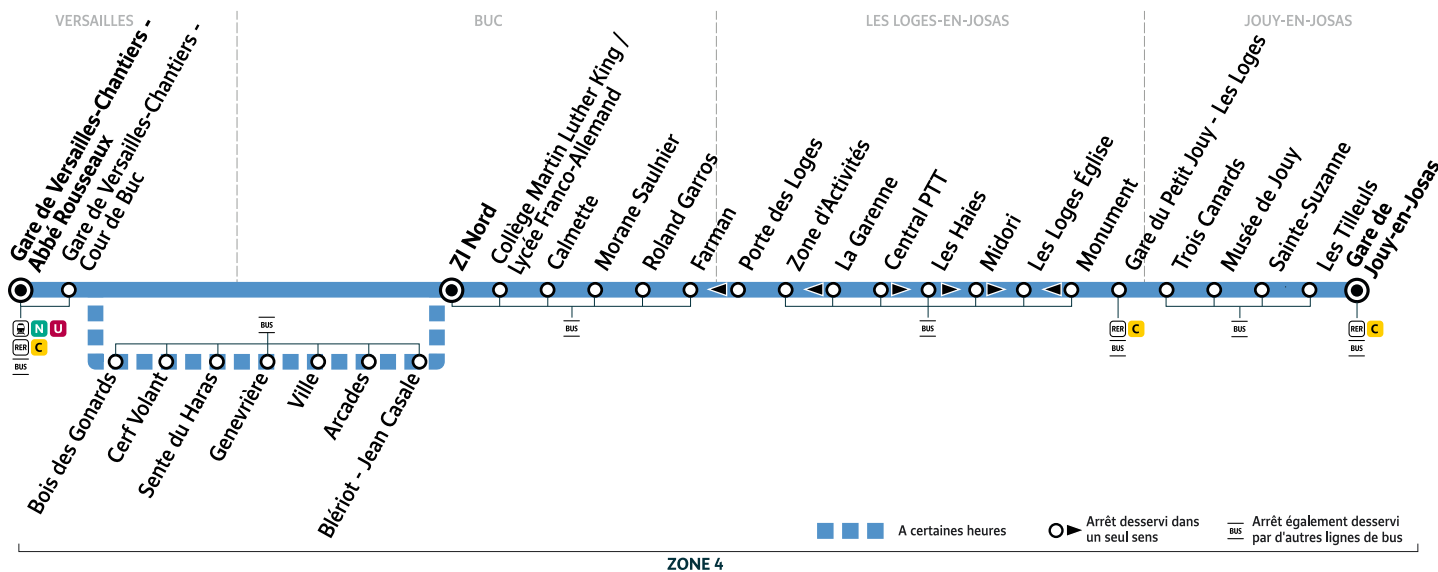 VERSAILLES
BUC
LES LOGES-EN-JOSAS
JOUY-EN-JOSAS
Gare de Versailles-Chantiers -
Abbé Rousseaux
Gare de Versailles-Chantiers -
Cour de Buc
ZI Nord
Collège Martin Luther King /
Lycée Franco-Allemand
Calmette
Morane Saulnier
Roland Garros
Farman
Porte des Loges
Zone d'Activités
La Garenne
Central PTT
Les Haies
Midori
Les Loges Église
Monument
Gare du Petit Jouy - Les Loges
Trois Canards
Musée de Jouy
Sainte-Suzanne
Les Tilleuls
Gare de
Jouy-en-Josas
N U
RER C
BUS
BUS
BUS
BUS
RER C
BUS
BUS
RER C
BUS
Bois des Gonards
Cerf Volant
Sente du Haras
Genevrière
Ville
Arcades
Blériot - Jean Casale
A certaines heures
Arrêt desservi dans
un seul sens
BUS
Arrêt également desservi
par d'autres lignes de bus
ZONE 4